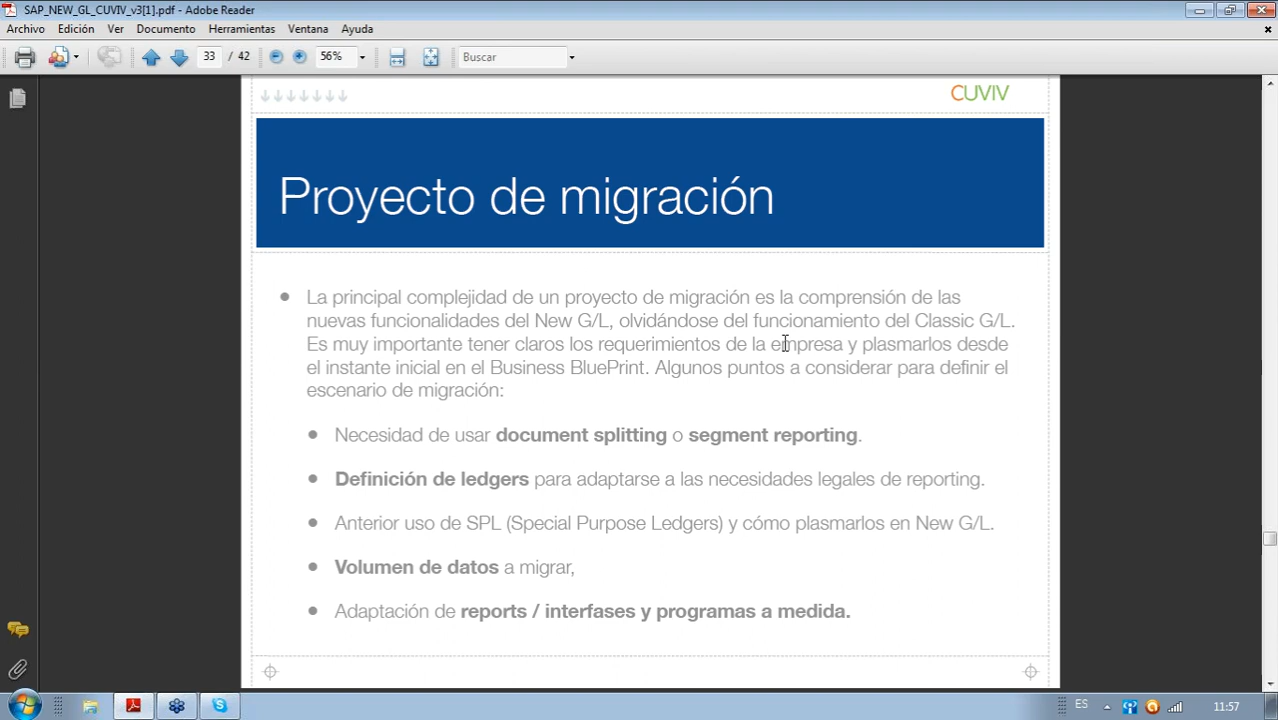 SAP_NEW_GL_CUVIV_v3[1].pdf - Adobe Reader
Archivo Edición Ver Documento Herramientas Ventana Ayuda
33 / 42 56% Buscar
CUVIV
Proyecto de migración
La principal complejidad de un proyecto de migración es la comprensión de las
nuevas funcionalidades del New G/L, olvidándose del funcionamiento del Classic G/L.
Es muy importante tener claros los requerimientos de la empresa y plasmarlos desde
el instante inicial en el Business BluePrint. Algunos puntos a considerar para definir el
escenario de migración:
Necesidad de usar document splitting o segment reporting.
Definición de ledgers para adaptarse a las necesidades legales de reporting.
Anterior uso de SPL (Special Purpose Ledgers) y cómo plasmarlos en New G/L.
Volumen de datos a migrar,
Adaptación de reports / interfases y programas a medida.
ES 11:57